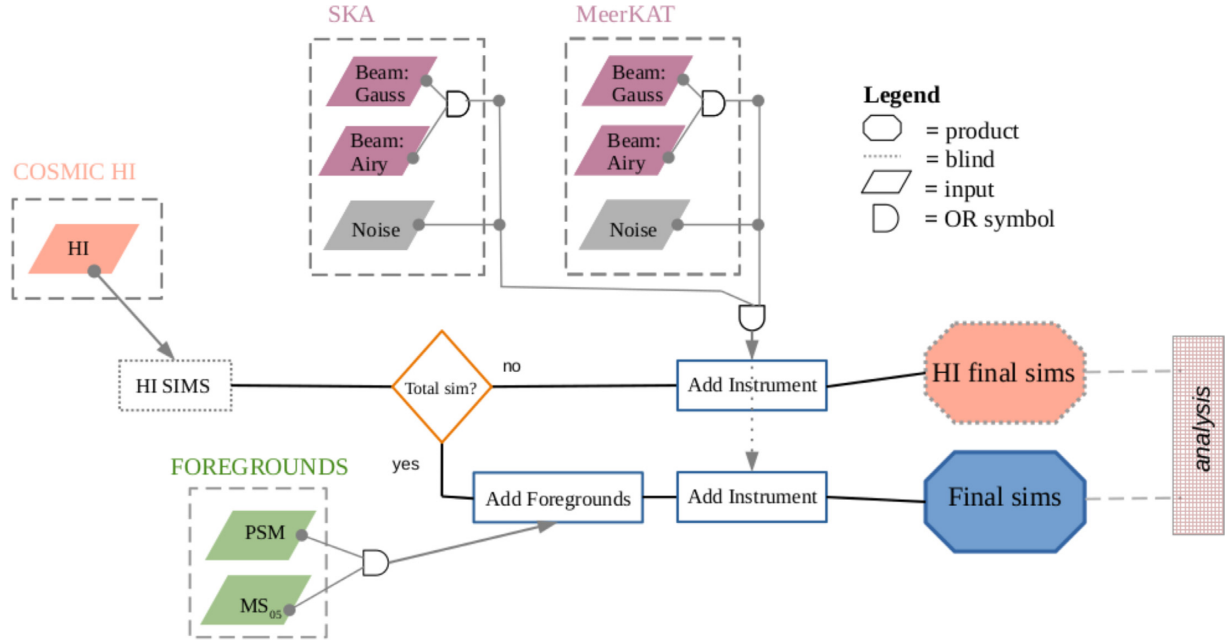 SKA
MeerKAT
Beam:
Gauss
Beam:
Airy
Noise
Beam:
Gauss
Beam:
Airy
Noise
Legend
= product
= blind
= input
= OR symbol
COSMIC HI
HI
HI SIMS
Total sim?
no
Add Instrument
HI final sims
analysis
yes
FOREGROUNDS
Add Foregrounds
Add Instrument
Final sims
PSM
MS05